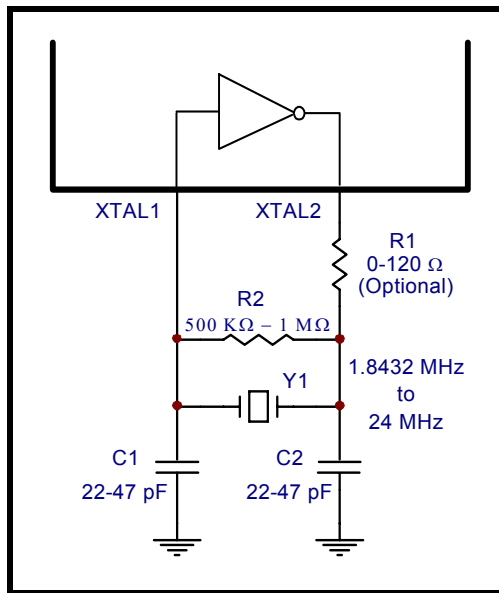 XTAL1
XTAL2
R1
0-120 Ω
(Optional)
R2
500 KΩ – 1 MΩ
Y1
1.8432 MHz
to
24 MHz
C1
22-47 pF
C2
22-47 pF